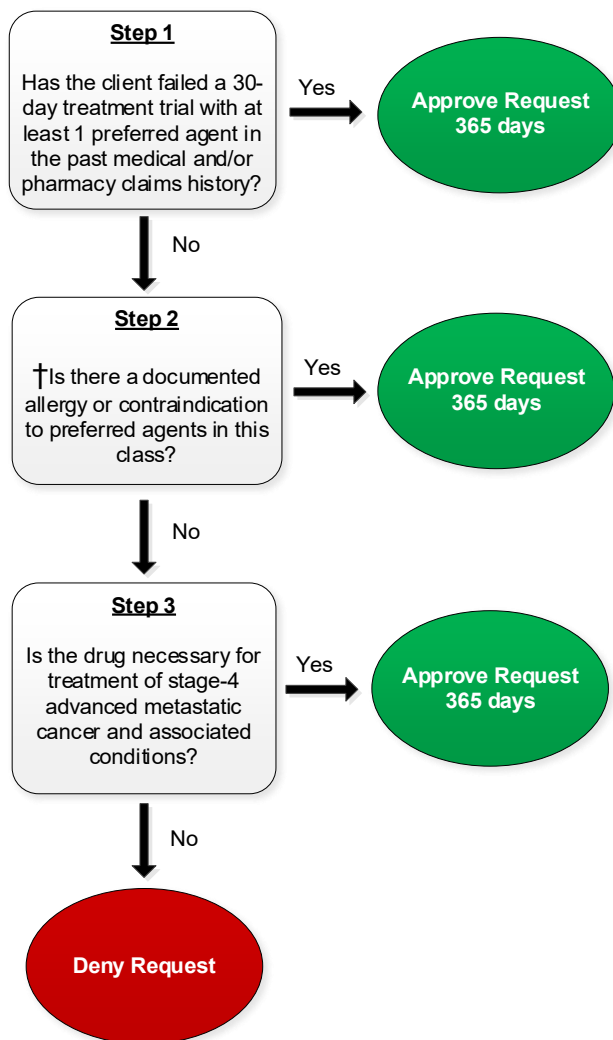 Step 1
Has the client failed a 30-
day treatment trial with at
least 1 preferred agent in
the past medical and/or
pharmacy claims history?
Yes
Approve Request
365 days
No
Step 2
†Is there a documented
allergy or contraindication
to preferred agents in this
class?
Yes
Approve Request
365 days
No
Step 3
Is the drug necessary for
treatment of stage-4
advanced metastatic
cancer and associated
conditions?
Yes
Approve Request
365 days
No
Deny Request